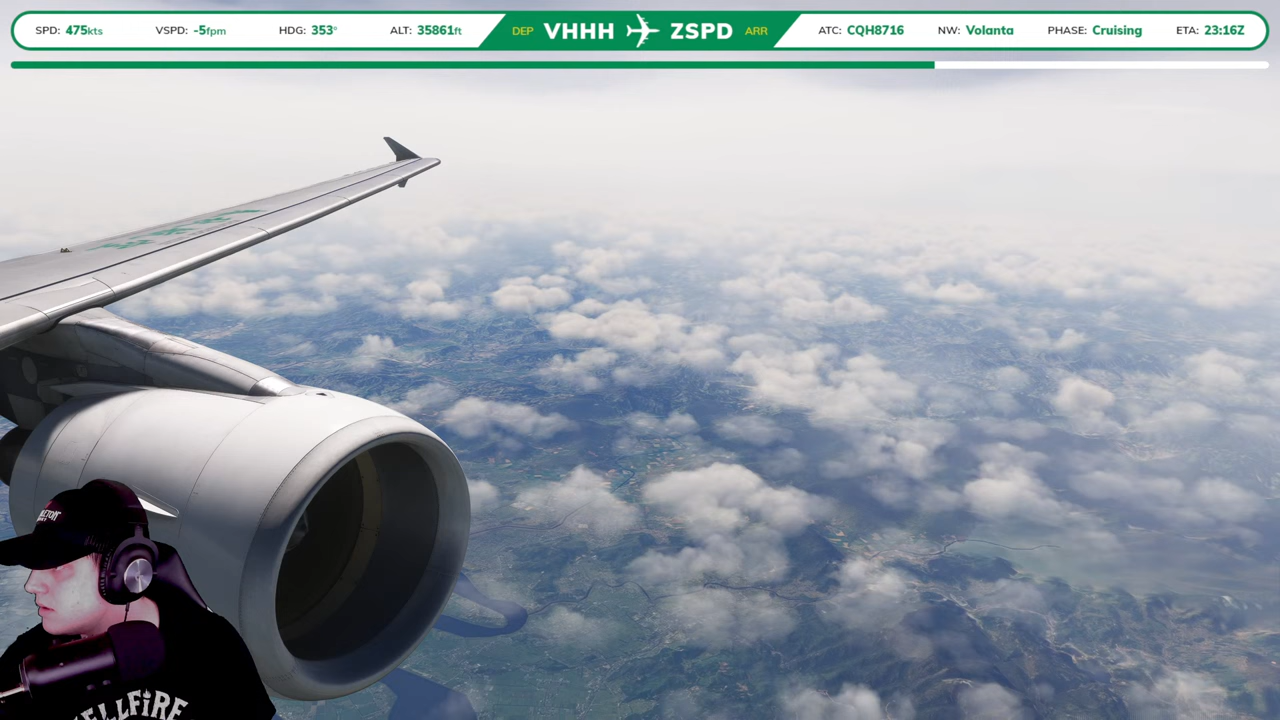 SPD: 475kts VSPD: -5fpm HDG: 353° ALT: 35861ft DEP VHHH ZSPD ARR ATC: CQH8716 NW: Volanta PHASE: Cruising ETA: 23:16Z
HELLFIRE